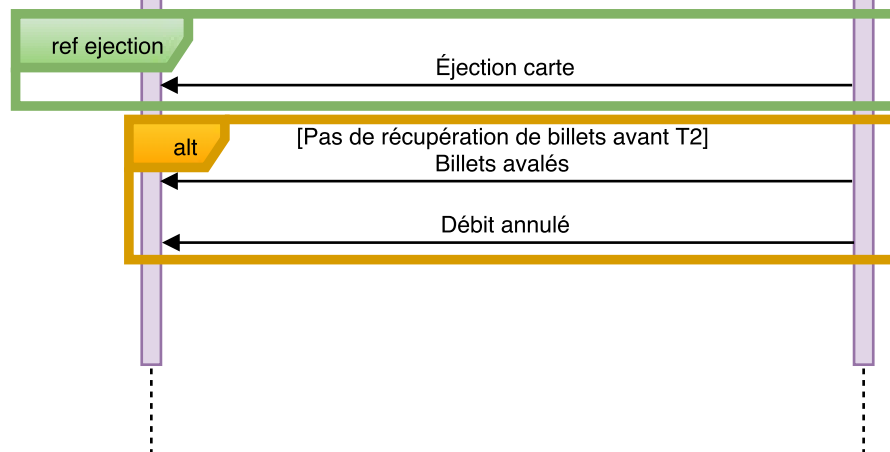 ref ejection
Éjection carte
alt
[Pas de récupération de billets avant T2]
Billets avalés
Débit annulé